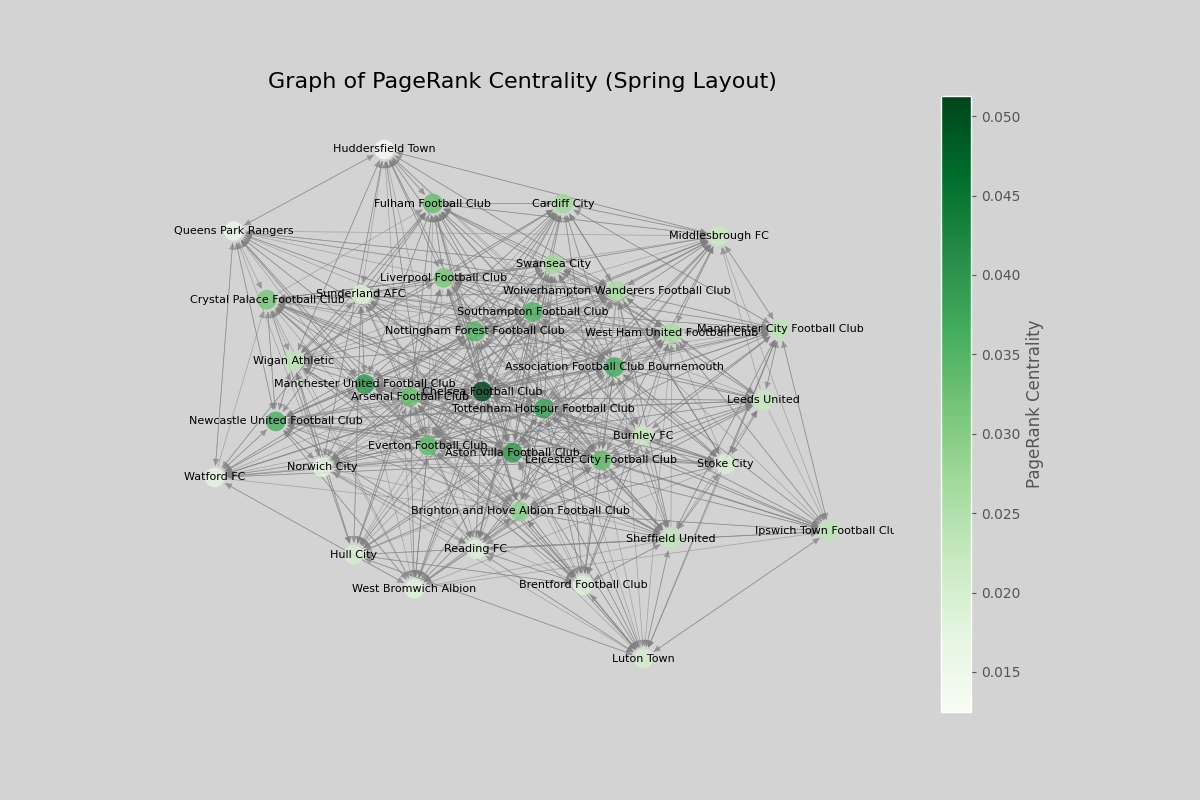 Graph of PageRank Centrality (Spring Layout)
0.050
Huddersfield Town
0.045
Fulham Football Club
Cardiff City
Queens Park Rangers
Middlesbrough FC
Swansea City
0.040
Liverpool Football Club
Wolverhampton Wanderers Football Club
Sunderland AFC
Crystal Palace Football Club
Southampton Football Club
Manchester City Football Club
Nottingham Forest Football Club
West Ham United Football Club
0.035
Wigan Athletic
Association Football Club Bournemouth
Manchester United Football Club
Chelsea Football Club
Arsenal Football Club
Leeds United
PageRank Centrality
Tottenham Hotspur Football Club
Newcastle United Football Club
0.030
Burnley FC
Everton Football Club
Aston Villa Football Club
Leicester City Football Club
Stoke City
Norwich City
Watford FC
Brighton and Hove Albion Football Club
0.025
Ipswich Town Football Clu
Sheffield United
Reading FC
Hull City
Brentford Football Club
West Bromwich Albion
0.020
Luton Town
0.015